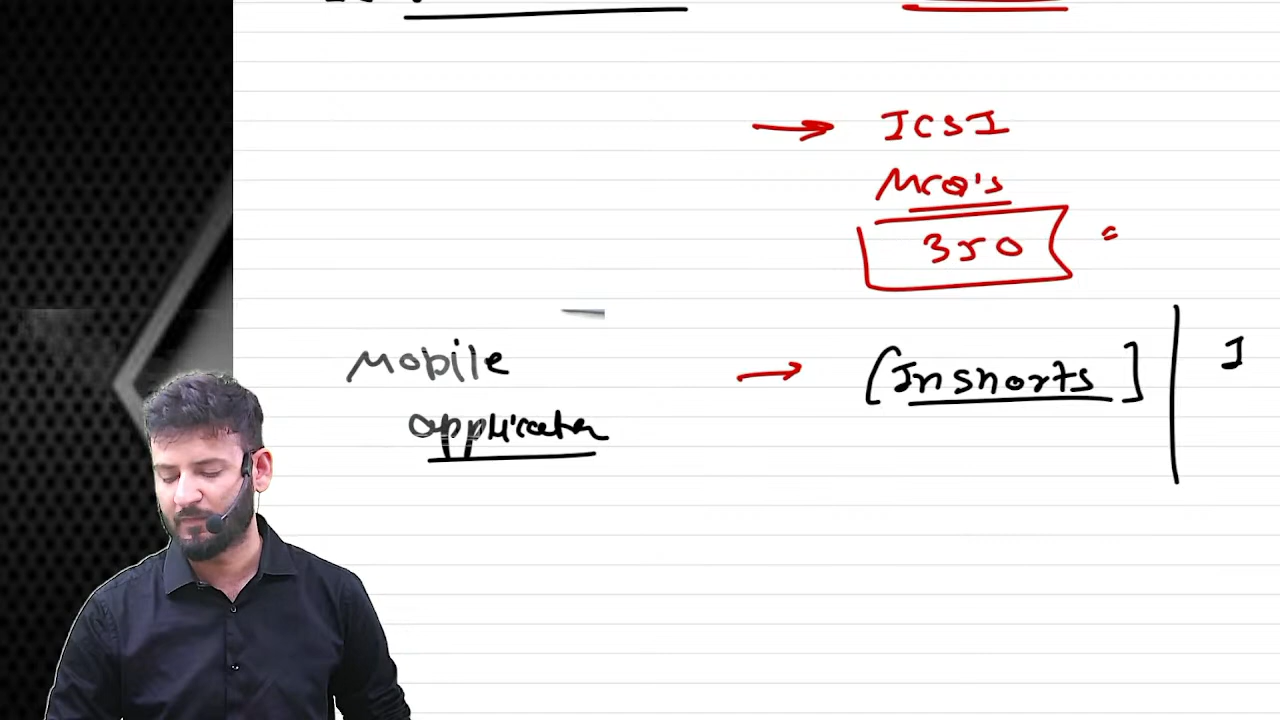 → ICSI
MCQ's
350 =
Mobile → [Inshorts] | I
application